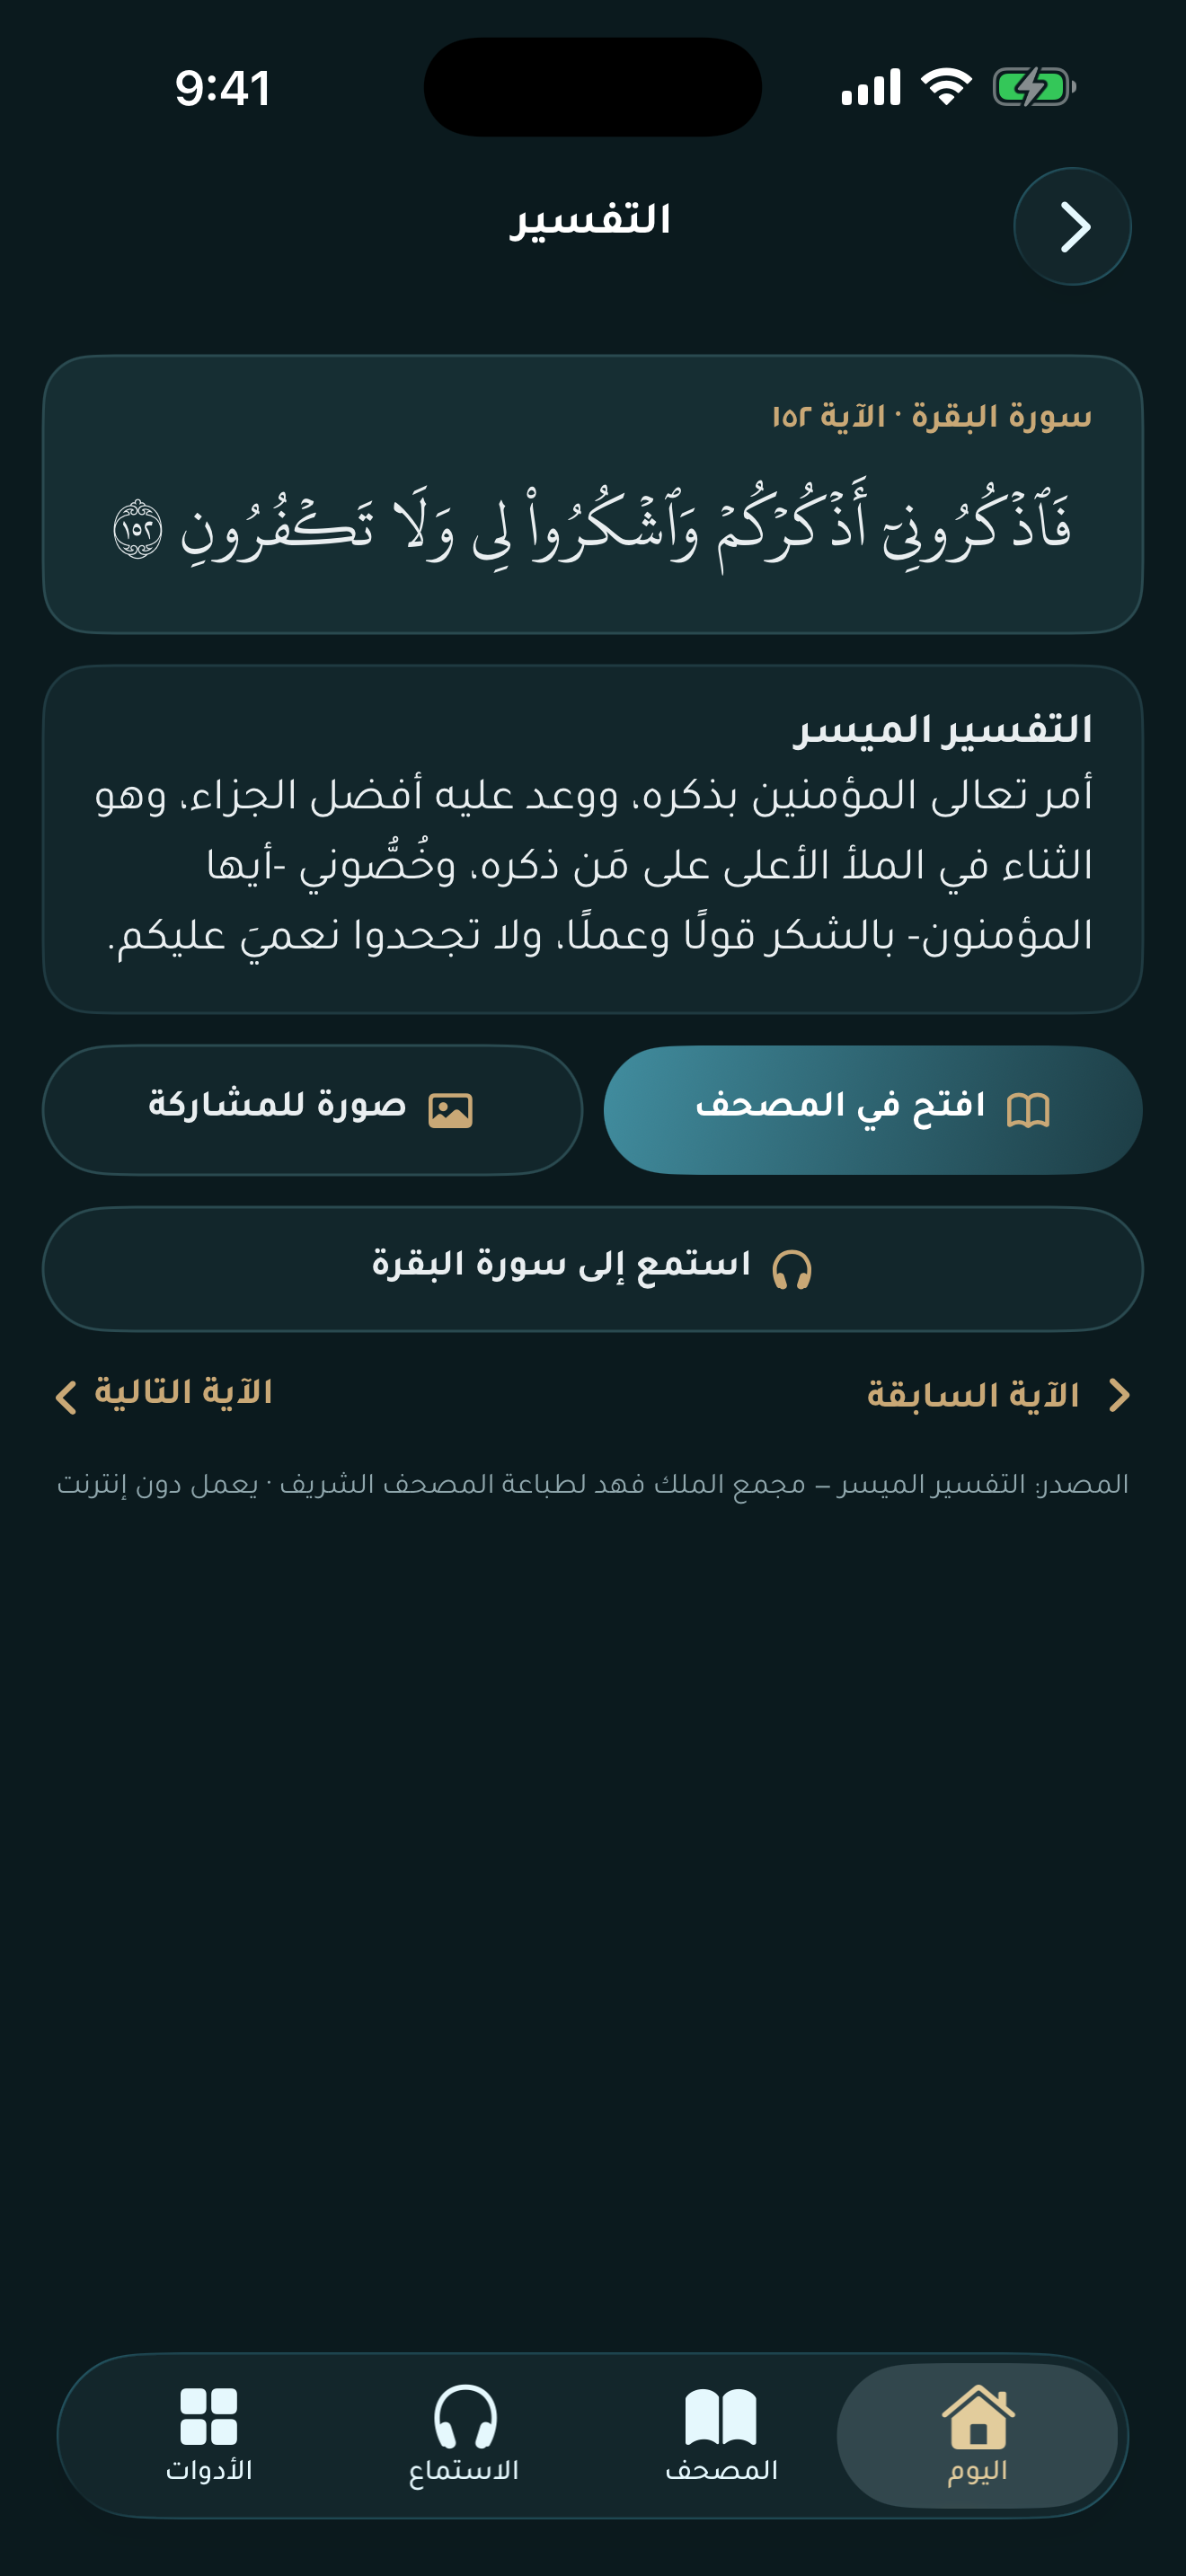 9:41
التفسير
سورة البقرة · الآية ١٥٢
فَٱذۡكُرُونِيٓ أَذۡكُرۡكُمۡ وَٱشۡكُرُواْ لِي وَلَا تَكۡفُرُونِ ١٥٢
التفسير الميسر
أمر تعالى المؤمنين بذكره، ووعد عليه أفضل الجزاء، وهو
الثناء في الملأ الأعلى على مَن ذكره، وخُصُّوني -أيها
المؤمنون- بالشكر قولًا وعملًا، ولا تجحدوا نعميَ عليكم.
افتح في المصحف
صورة للمشاركة
استمع إلى سورة البقرة
الآية السابقة
الآية التالية
المصدر: التفسير الميسر – مجمع الملك فهد لطباعة المصحف الشريف · يعمل دون إنترنت
اليوم
المصحف
الاستماع
الأدوات